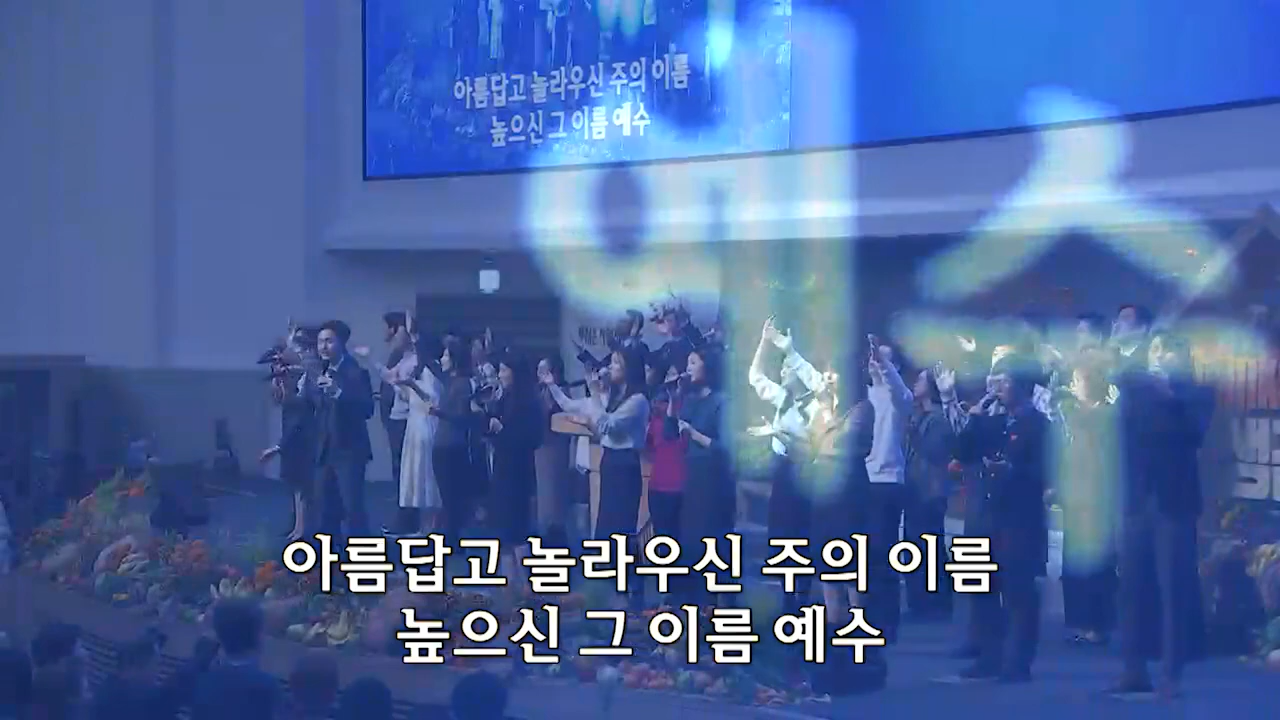 아름답고 놀라우신 주의 이름
높으신 그 이름 예수
예수
아름답고 놀라우신 주의 이름
높으신 그 이름 예수